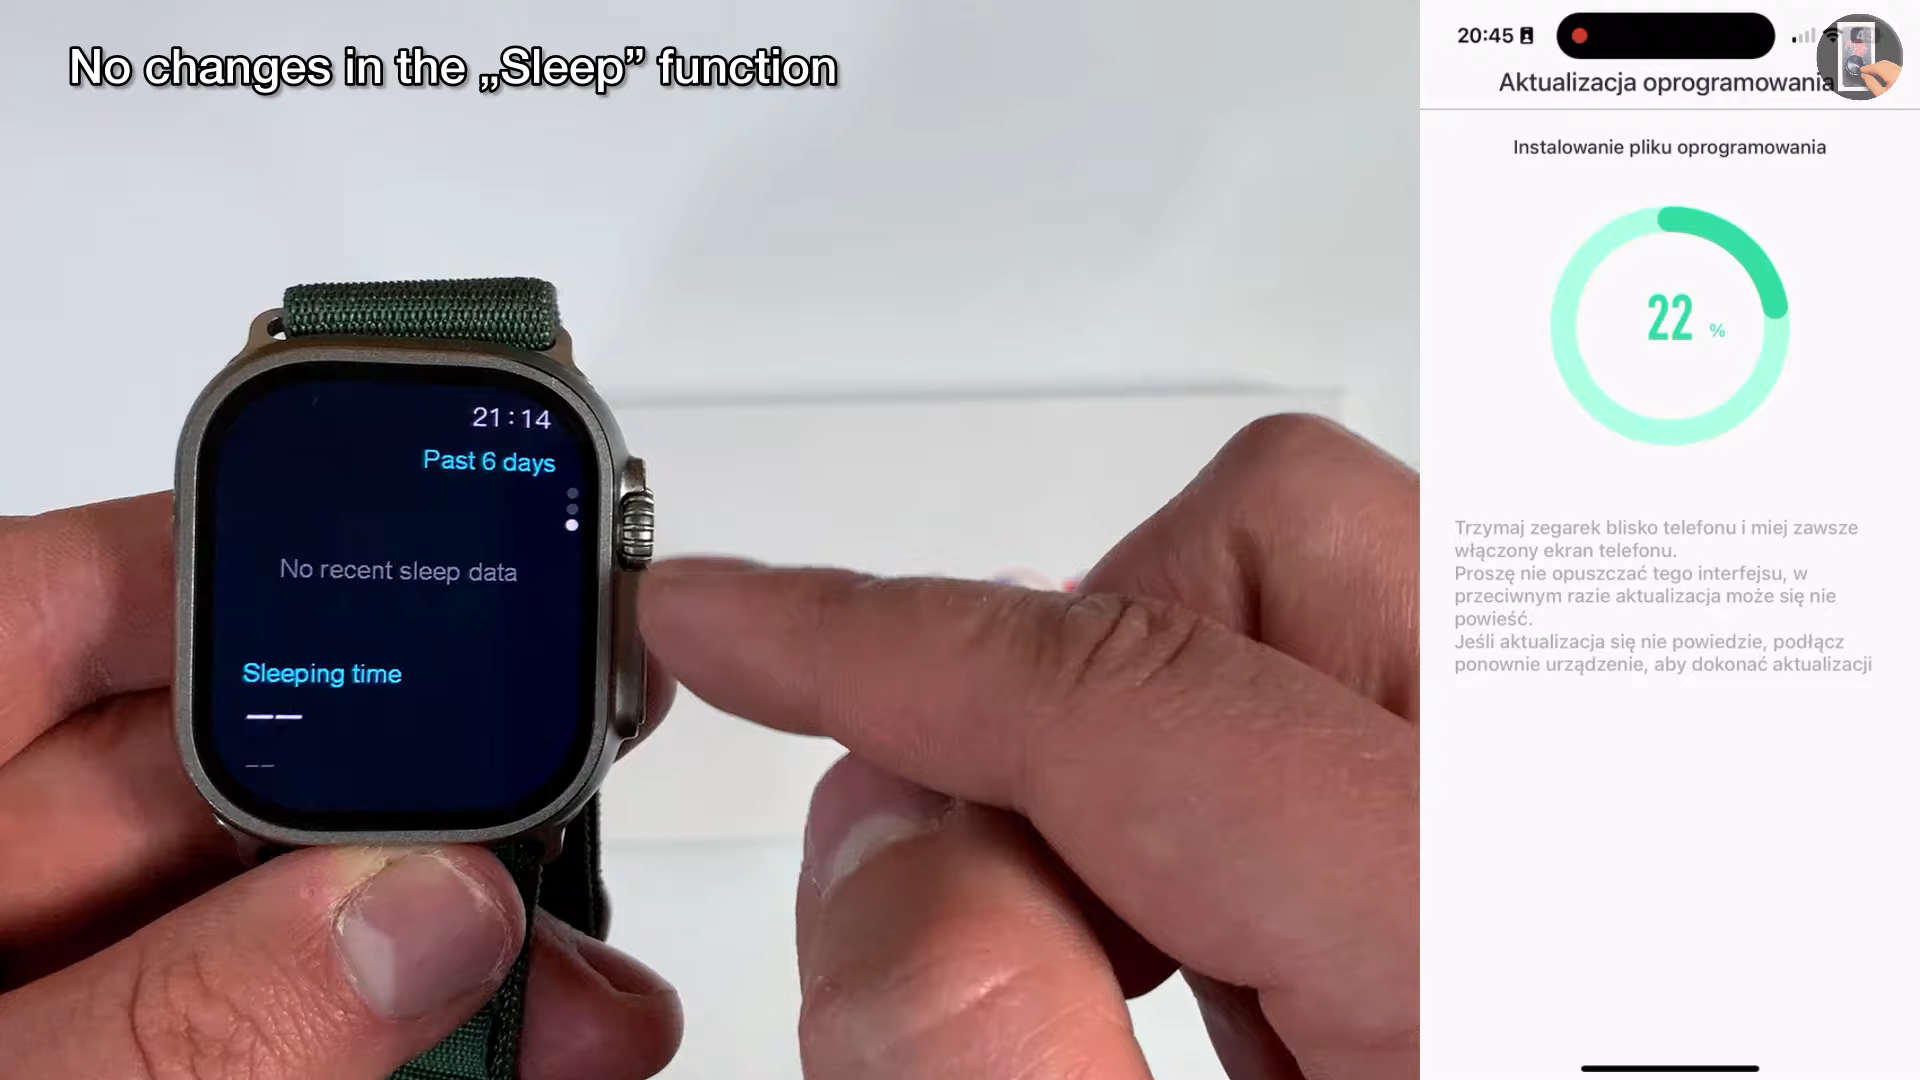 No changes in the „Sleep” function
21:14
Past 6 days
No recent sleep data
Sleeping time
20:45
Aktualizacja oprogramowania
Instalowanie pliku oprogramowania
22 %
Trzymaj zegarek blisko telefonu i miej zawsze
włączony ekran telefonu.
Proszę nie opuszczać tego interfejsu, w
przeciwnym razie aktualizacja może się nie
powieść.
Jeśli aktualizacja się nie powiedzie, podłącz
ponownie urządzenie, aby dokonać aktualizacji